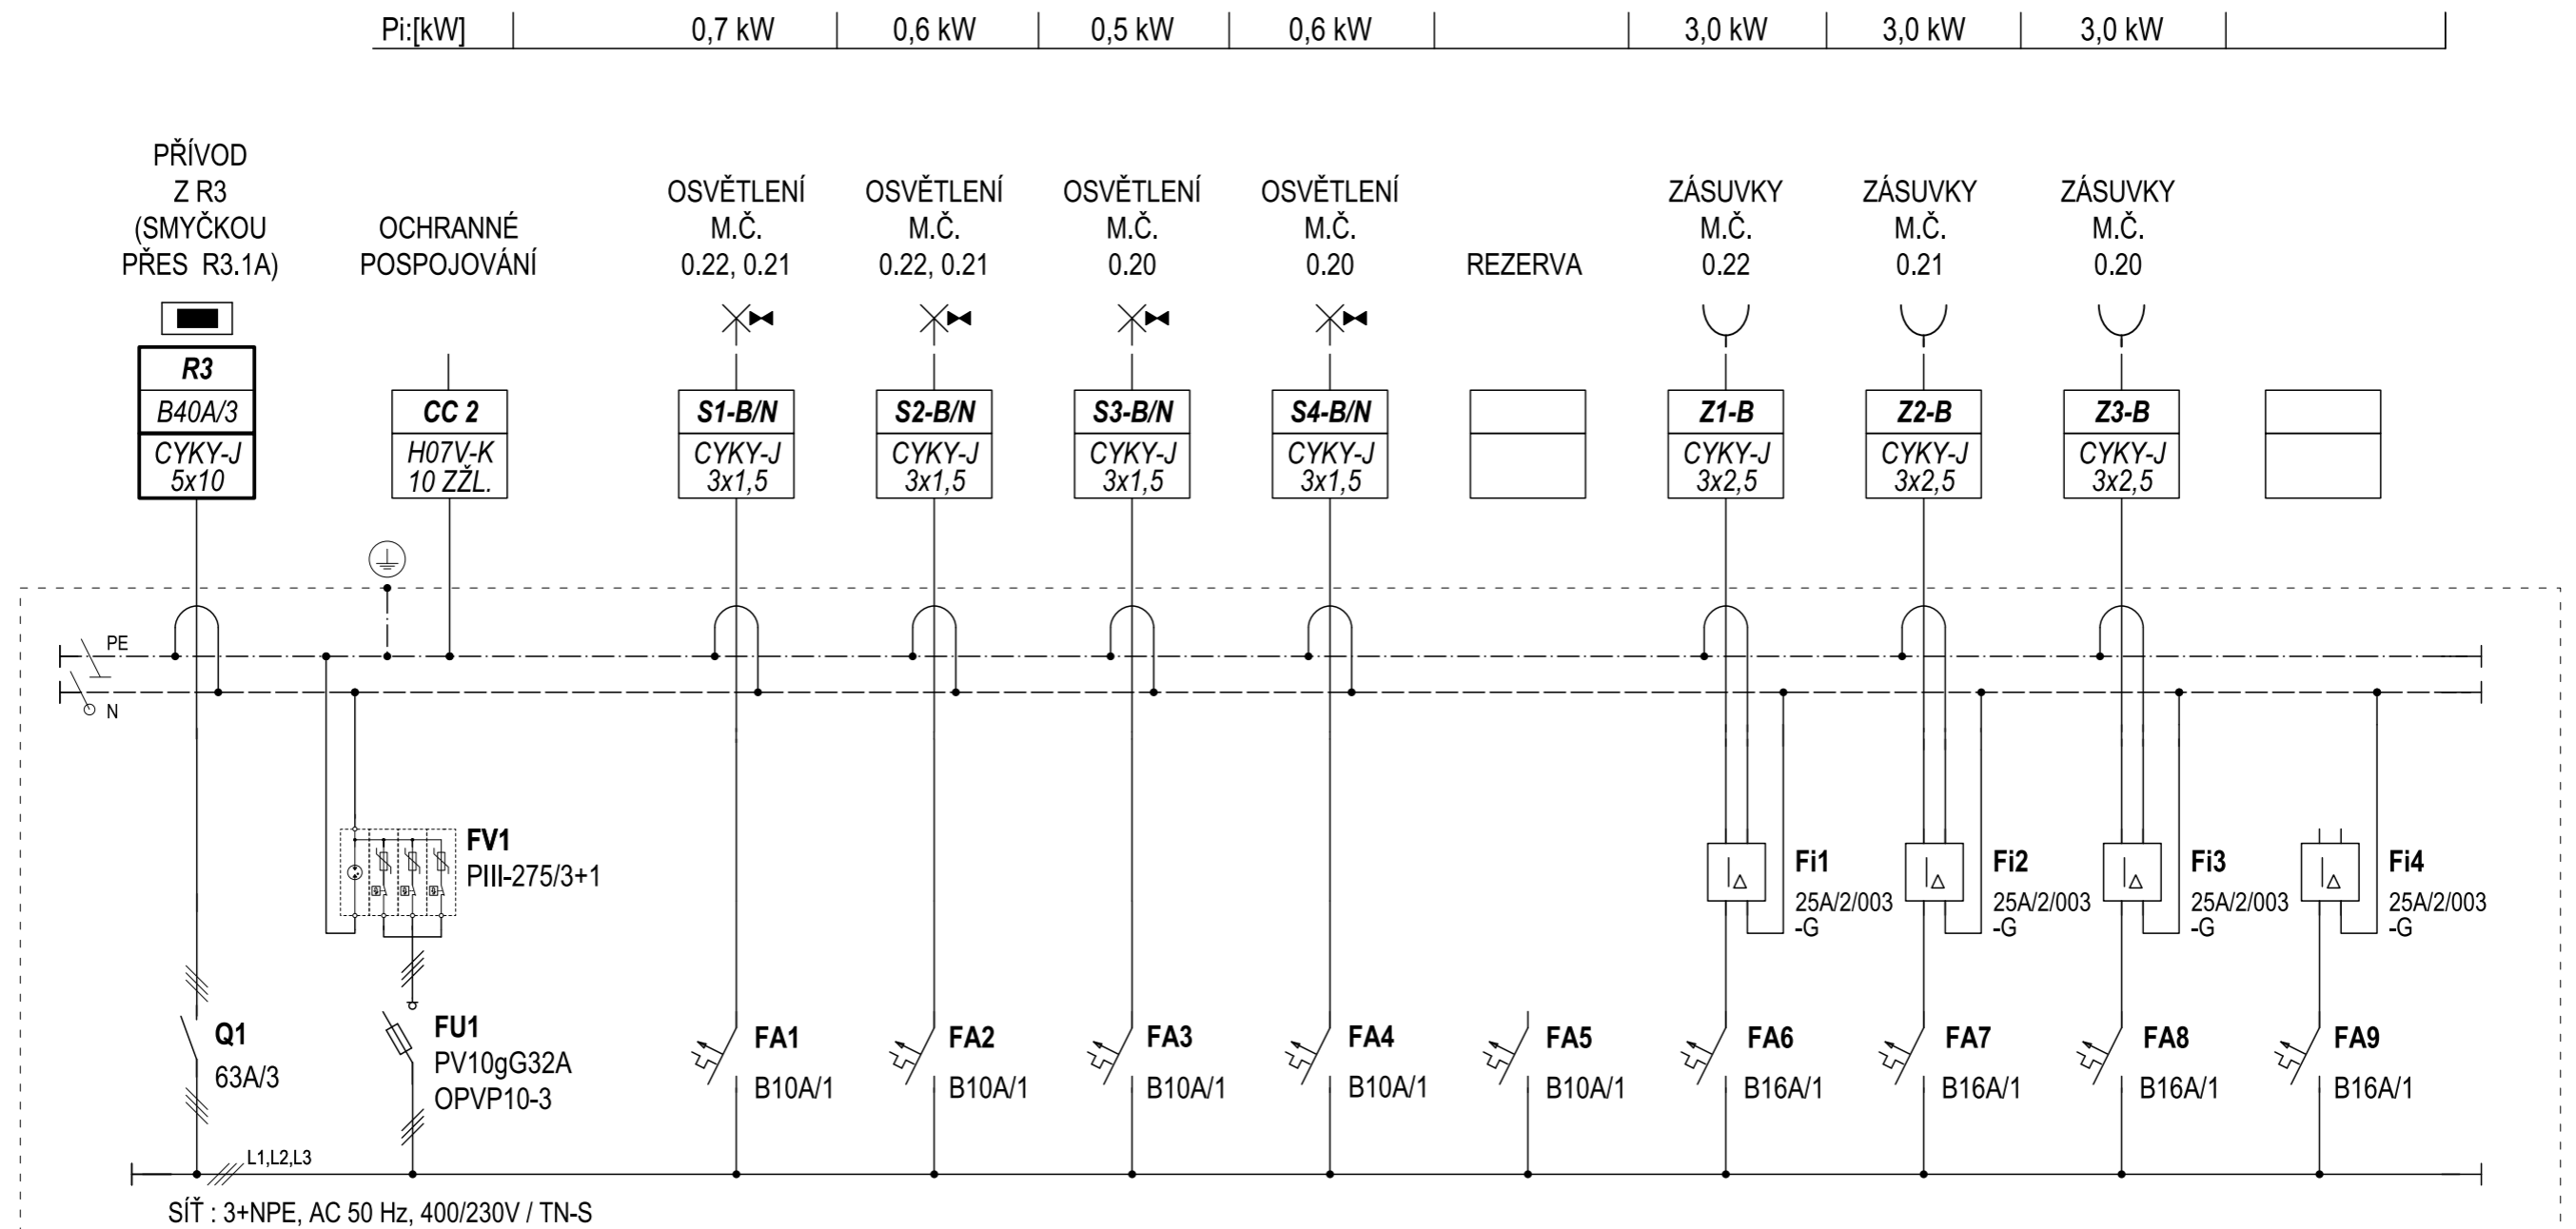 Pi:[kW] 0,7 kW 0,6 kW 0,5 kW 0,6 kW 3,0 kW 3,0 kW 3,0 kW
PŘÍVOD
Z R3
(SMYČKOU
PŘES R3.1A)
OCHRANNÉ
POSPOJOVÁNÍ
OSVĚTLENÍ
M.Č.
0.22, 0.21
OSVĚTLENÍ
M.Č.
0.22, 0.21
OSVĚTLENÍ
M.Č.
0.20
OSVĚTLENÍ
M.Č.
0.20
REZERVA
ZÁSUVKY
M.Č.
0.22
ZÁSUVKY
M.Č.
0.21
ZÁSUVKY
M.Č.
0.20
R3
B40A/3
CYKY-J
5x10
CC 2
H07V-K
10 ZŽL.
S1-B/N
CYKY-J
3x1,5
S2-B/N
CYKY-J
3x1,5
S3-B/N
CYKY-J
3x1,5
S4-B/N
CYKY-J
3x1,5
Z1-B
CYKY-J
3x2,5
Z2-B
CYKY-J
3x2,5
Z3-B
CYKY-J
3x2,5
PE
N
FV1
PIII-275/3+1
Fi1
25A/2/003
-G
Fi2
25A/2/003
-G
Fi3
25A/2/003
-G
Fi4
25A/2/003
-G
Q1
63A/3
FU1
PV10gG32A
OPVP10-3
FA1
B10A/1
FA2
B10A/1
FA3
B10A/1
FA4
B10A/1
FA5
B10A/1
FA6
B16A/1
FA7
B16A/1
FA8
B16A/1
FA9
B16A/1
L1,L2,L3
SÍŤ : 3+NPE, AC 50 Hz, 400/230V / TN-S